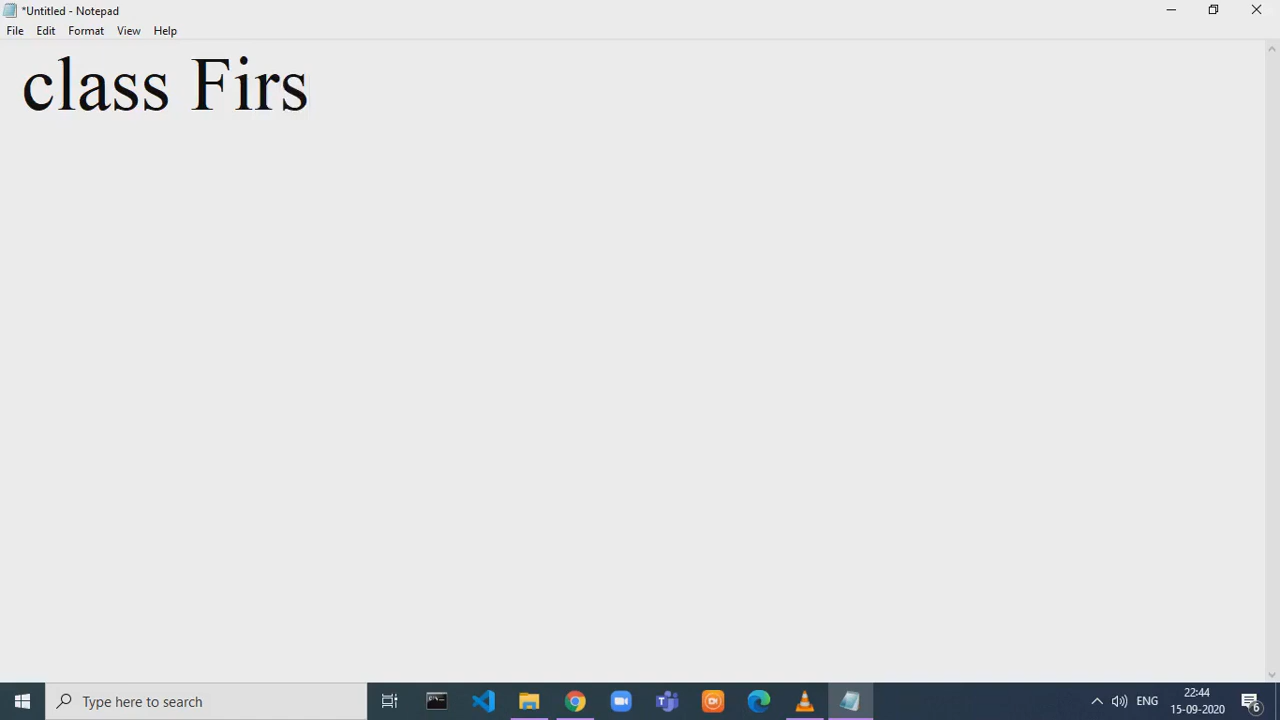 *Untitled - Notepad
File Edit Format View Help
class Firs
Type here to search
ENG
22:44
15-09-2020
6